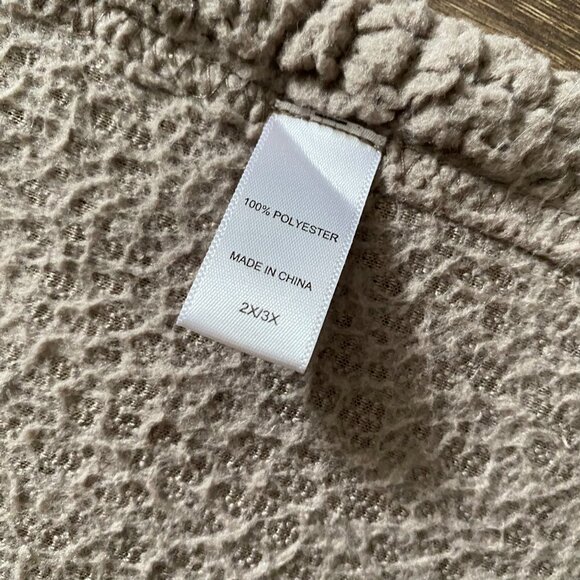 100% POLYESTER
MADE IN CHINA
2X/3X